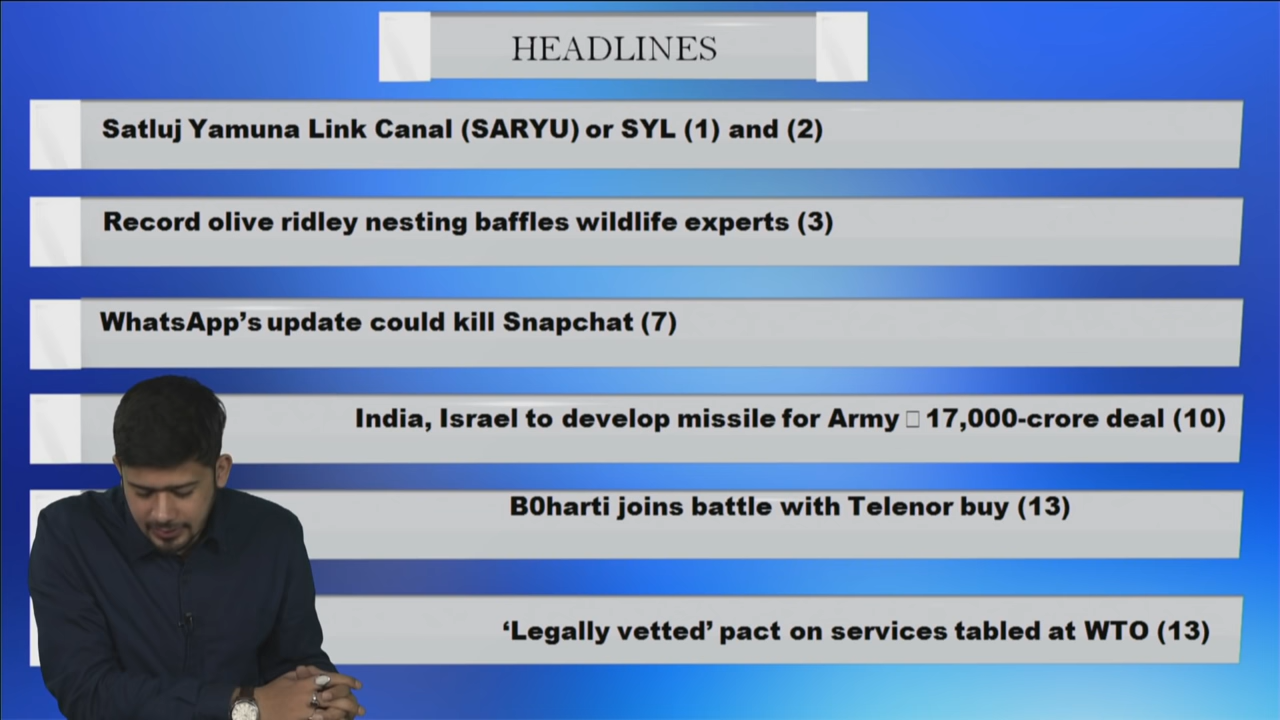 HEADLINES
Satluj Yamuna Link Canal (SARYU) or SYL (1) and (2)
Record olive ridley nesting baffles wildlife experts (3)
WhatsApp’s update could kill Snapchat (7)
India, Israel to develop missile for Army □ 17,000-crore deal (10)
B0harti joins battle with Telenor buy (13)
‘Legally vetted’ pact on services tabled at WTO (13)